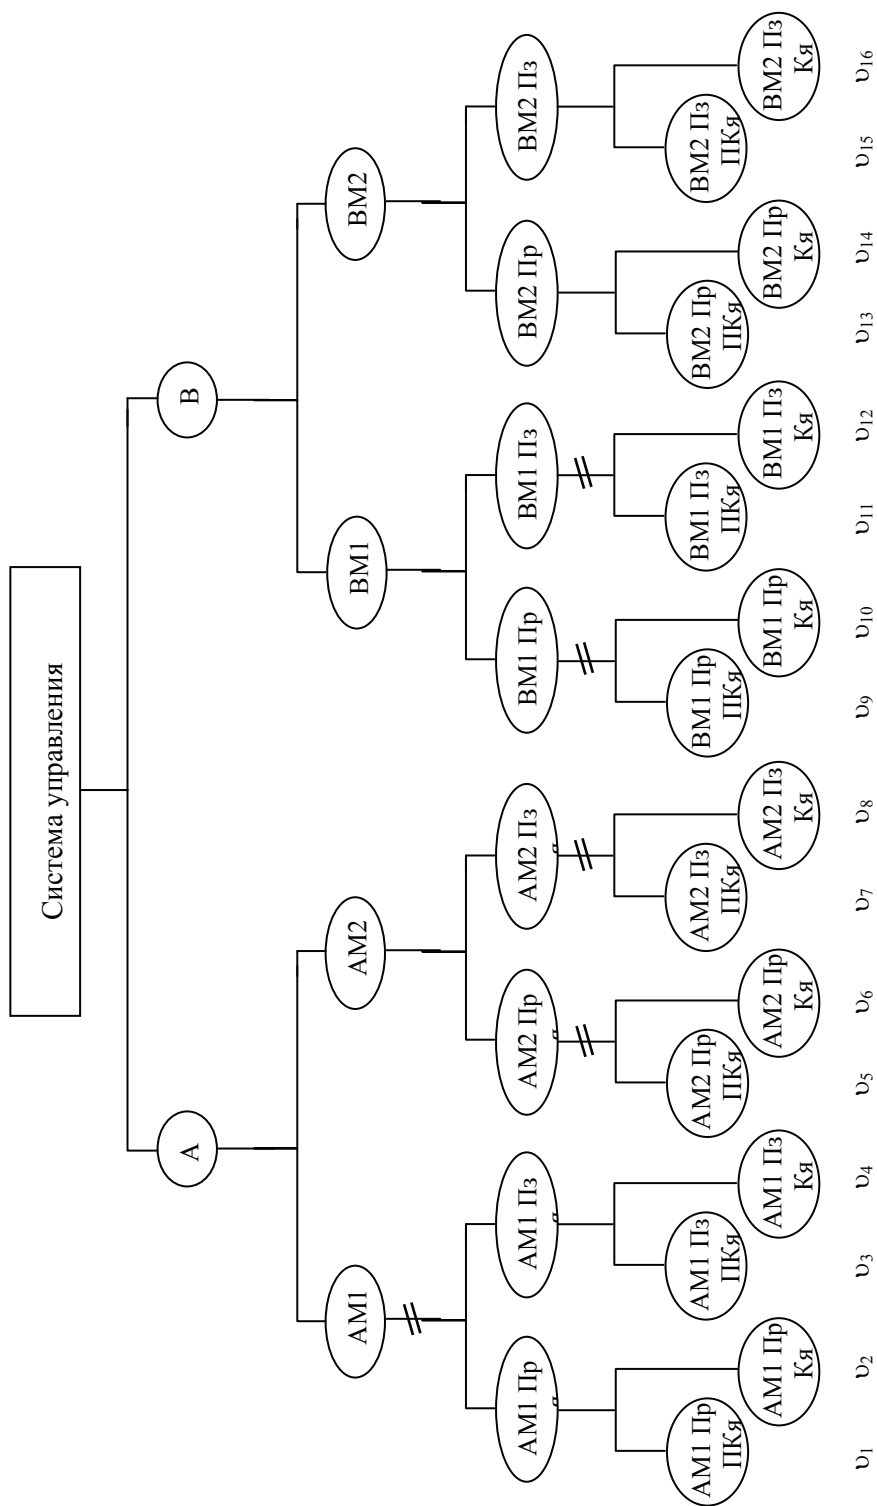 Система управления
А
В
АМ1
АМ2
ВМ1
ВМ2
АМ1 Пр
АМ1 Пз
АМ2 Пр
АМ2 Пз
ВМ1 Пр
ВМ1 Пз
ВМ2 Пр
ВМ2 Пз
АМ1 Пр
ПКя
АМ1 Пр
Кя
АМ1 Пз
ПКя
АМ1 Пз
Кя
АМ2 Пр
ПКя
АМ2 Пр
Кя
АМ2 Пз
ПКя
АМ2 Пз
Кя
ВМ1 Пр
ПКя
ВМ1 Пр
Кя
ВМ1 Пз
ПКя
ВМ1 Пз
Кя
ВМ2 Пр
ПКя
ВМ2 Пр
Кя
ВМ2 Пз
ПКя
ВМ2 Пз
Кя
υ1 υ2 υ3 υ4 υ5 υ6 υ7 υ8 υ9 υ10 υ11 υ12 υ13 υ14 υ15 υ16